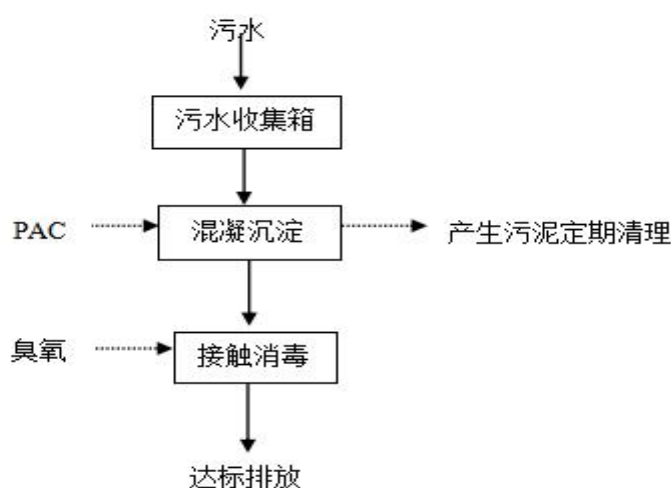 污水
污水收集箱
PAC
混凝沉淀
产生污泥定期清理
臭氧
接触消毒
达标排放